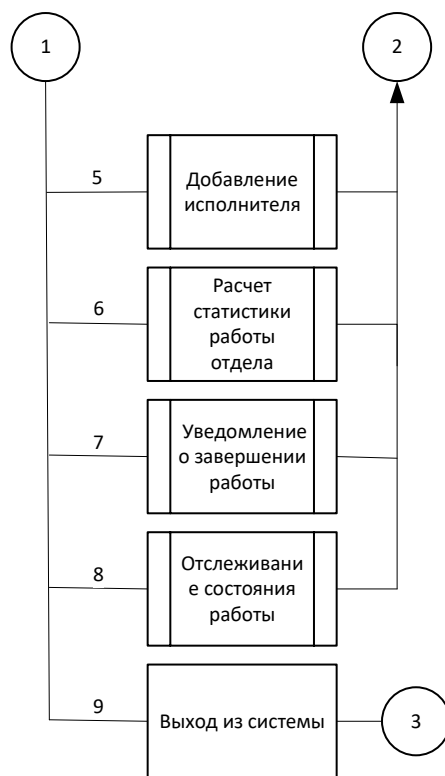 1
2
5
Добавление
исполнителя
6
Расчет
статистики
работы
отдела
7
Уведомление
о завершении
работы
8
Отслеживани
е состояния
работы
9
Выход из системы
3